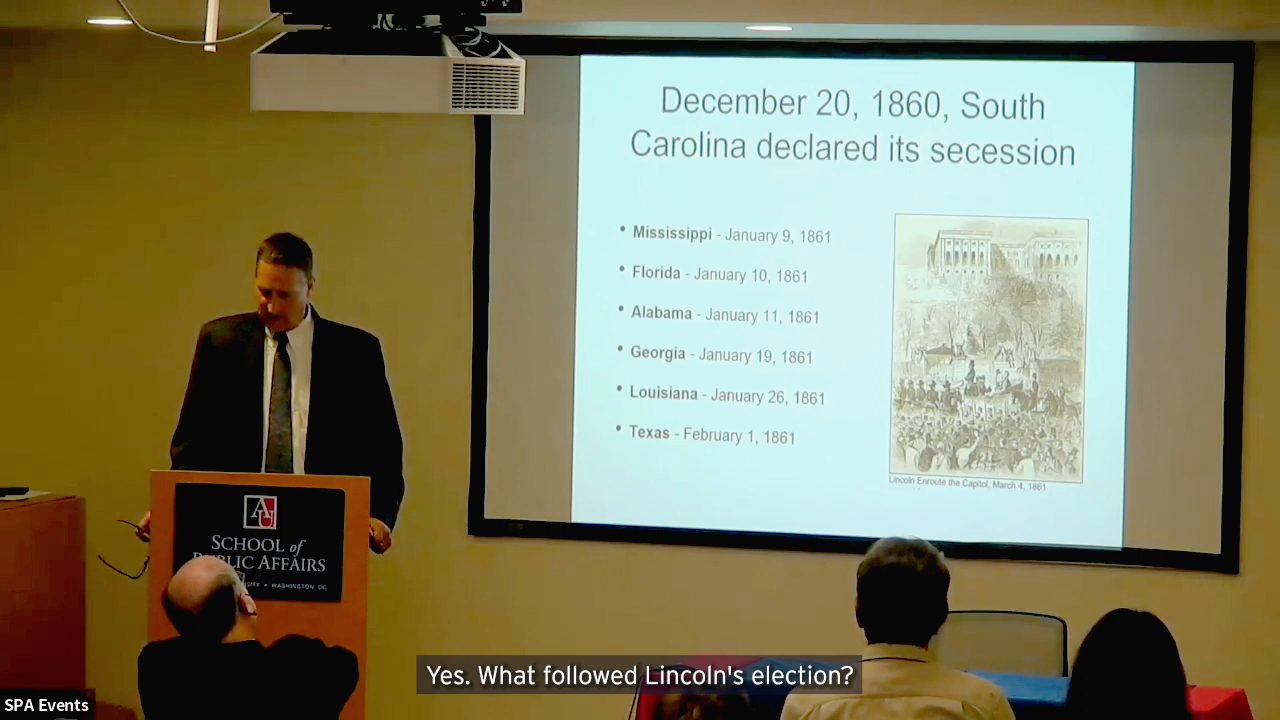 December 20, 1860, South
Carolina declared its secession
• Mississippi - January 9, 1861
• Florida - January 10, 1861
• Alabama - January 11, 1861
• Georgia - January 19, 1861
• Louisiana - January 26, 1861
• Texas - February 1, 1861
Lincoln Enroute the Capitol, March 4, 1861
AU
SCHOOL of
PUBLIC AFFAIRS
WASHINGTON DC
Yes. What followed Lincoln's election?
SPA Events